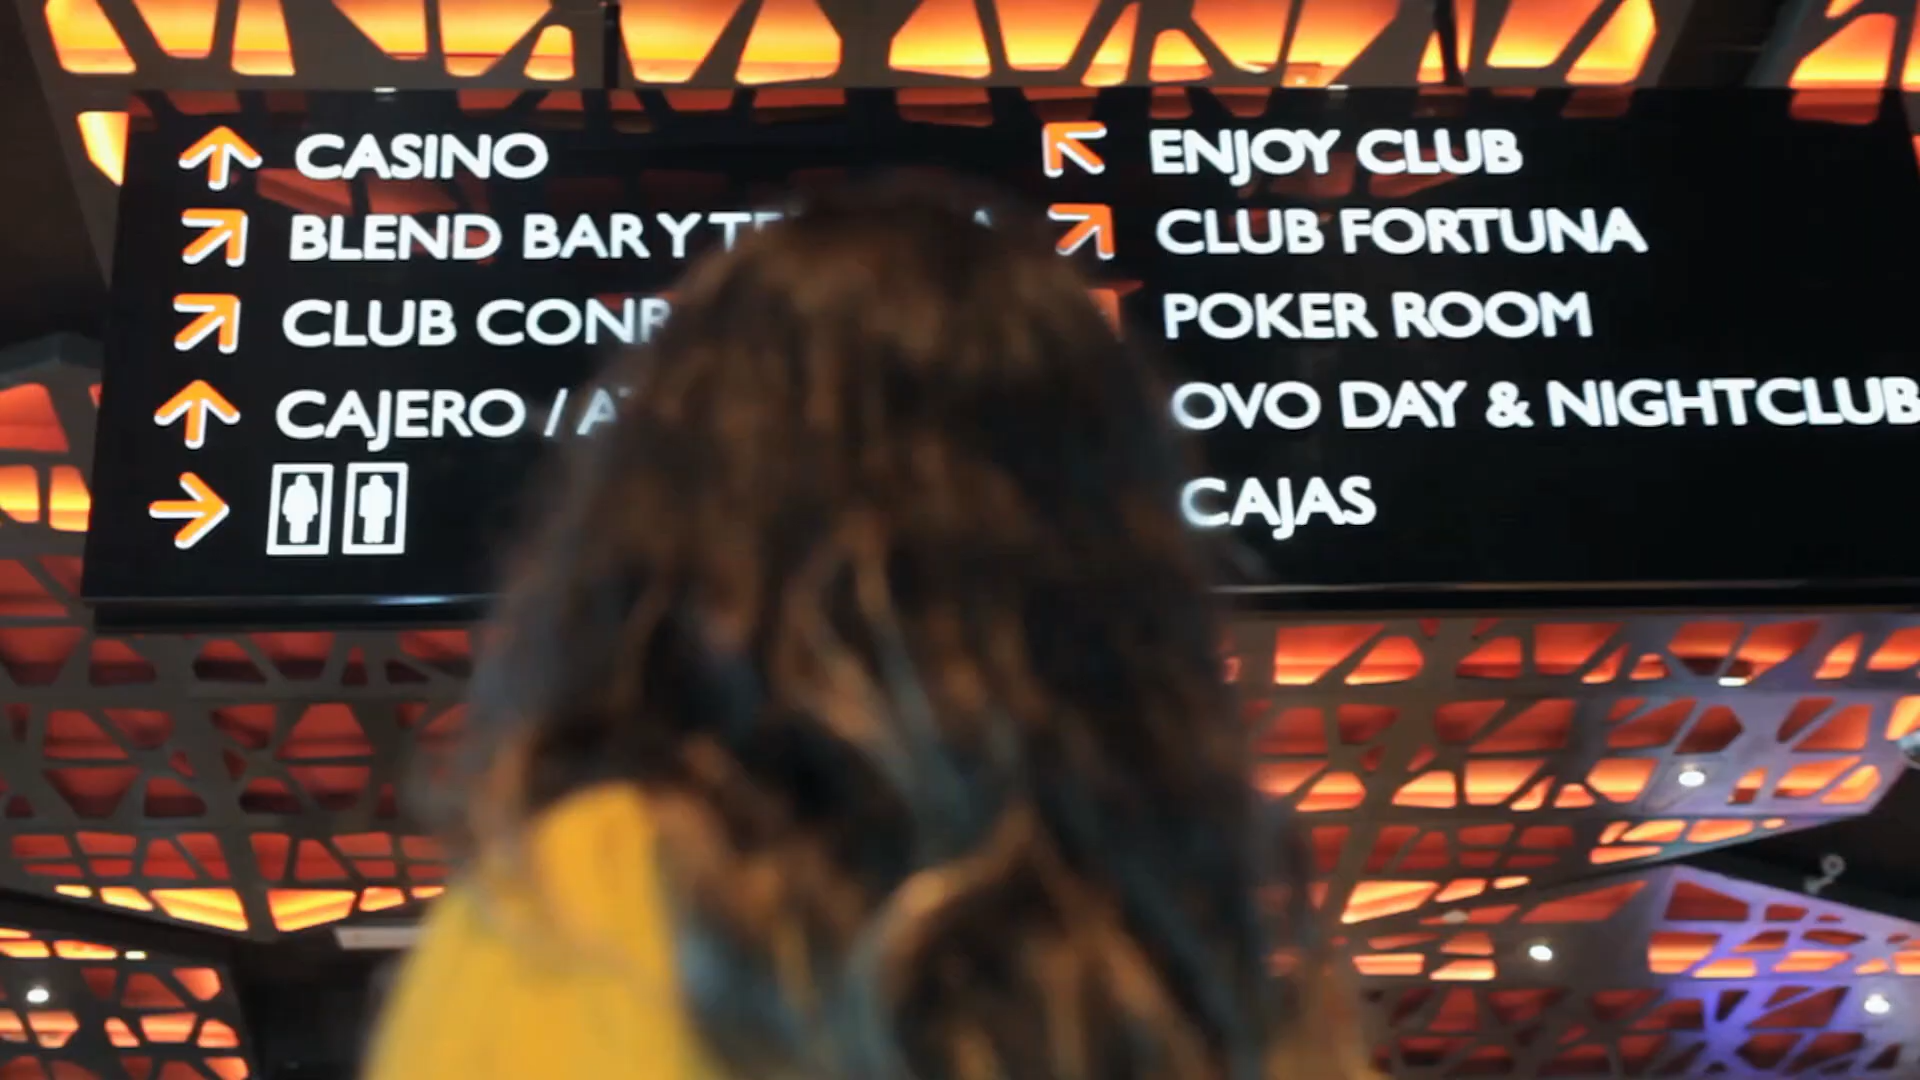 CASINO
BLEND BAR Y
CLUB
CAJERO /
ENJOY CLUB
CLUB FORTUNA
POKER ROOM
OVO DAY & NIGHTCLUB
CAJAS